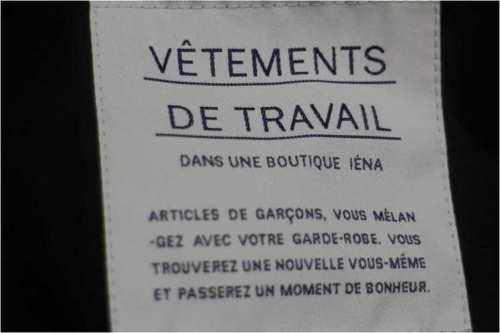 VÊTEMENTS
DE TRAVAIL
DANS UNE BOUTIQUE IÉNA
ARTICLES DE GARÇONS, VOUS MÉLAN
-GEZ AVEC VOTRE GARDE-ROBE. VOUS
TROUVEREZ UNE NOUVELLE VOUS-MÊME
ET PASSEREZ UN MOMENT DE BONHEUR.